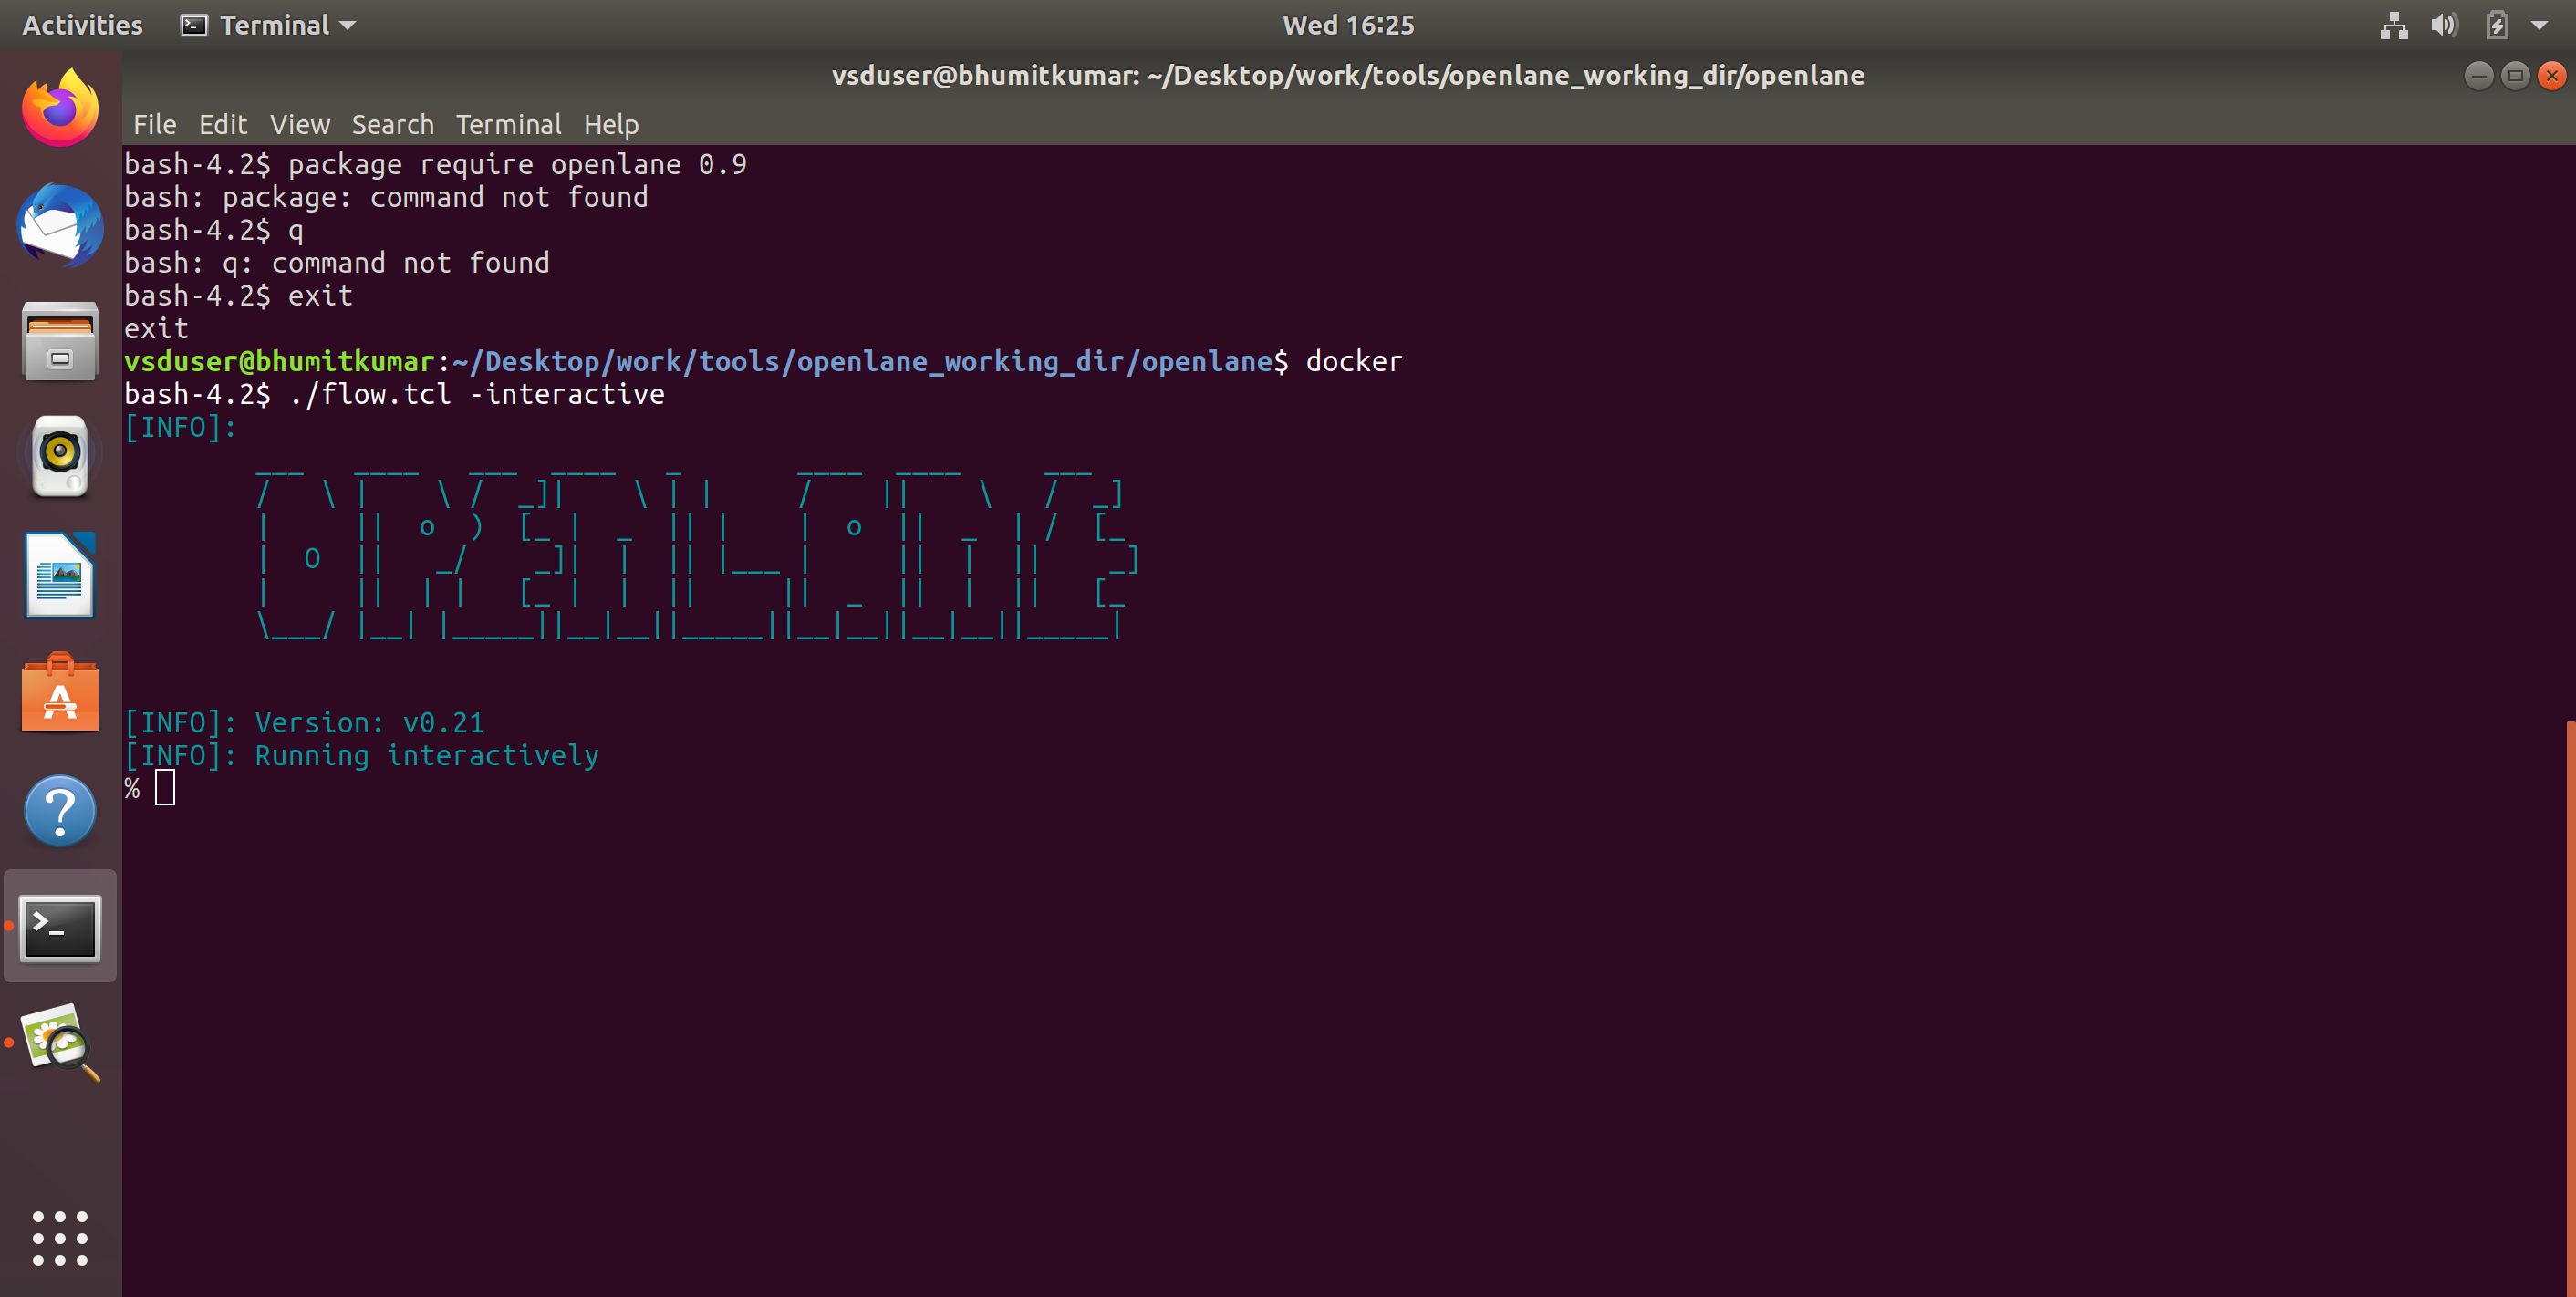 Activities Terminal Wed 16:25
vsduser@bhumitkumar: ~/Desktop/work/tools/openlane_working_dir/openlane
File Edit View Search Terminal Help
bash-4.2$ package require openlane 0.9
bash: package: command not found
bash-4.2$ q
bash: q: command not found
bash-4.2$ exit
exit
vsduser@bhumitkumar:~/Desktop/work/tools/openlane_working_dir/openlane$ docker
bash-4.2$ ./flow.tcl -interactive
[INFO]:
OPENLANE
[INFO]: Version: v0.21
[INFO]: Running interactively
%